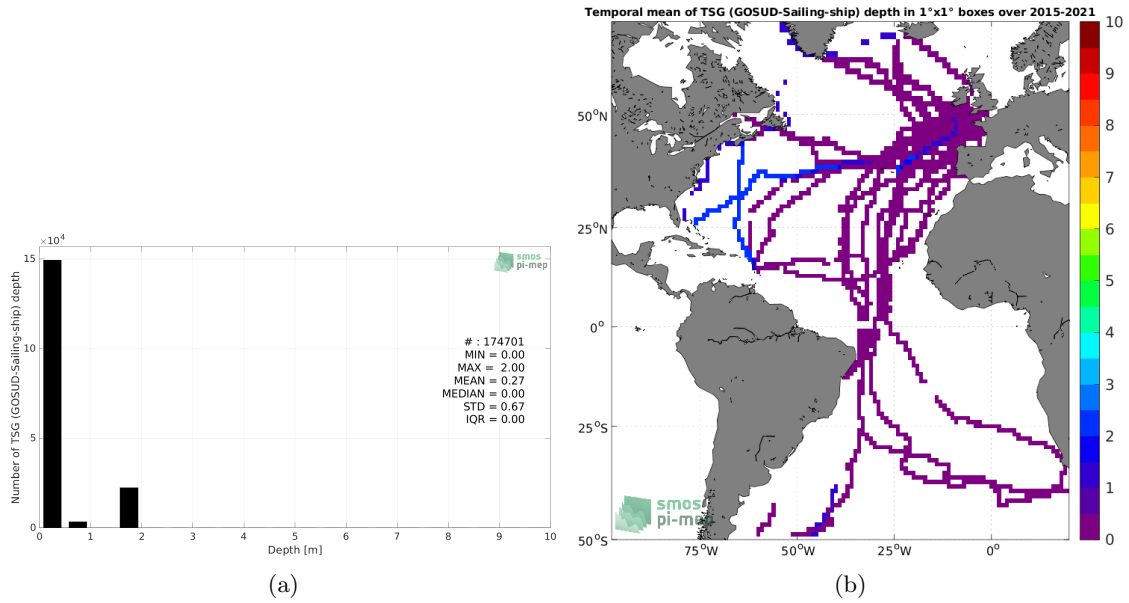 ×10⁴
15
10
5
0
0 1 2 3 4 5 6 7 8 9 10
Depth [m]
Number of TSG (GOSUD-Sailing-ship) depth
smos
pi-mep
# : 174701
MIN = 0.00
MAX = 2.00
MEAN = 0.27
MEDIAN = 0.00
STD = 0.67
IQR = 0.00
(a)
Temporal mean of TSG (GOSUD-Sailing-ship) depth in 1°x1° boxes over 2015-2021
50°N
25°N
0°
25°S
50°S
75°W 50°W 25°W 0°
smos
pi-mep
10
9
8
7
6
5
4
3
2
1
0
(b)